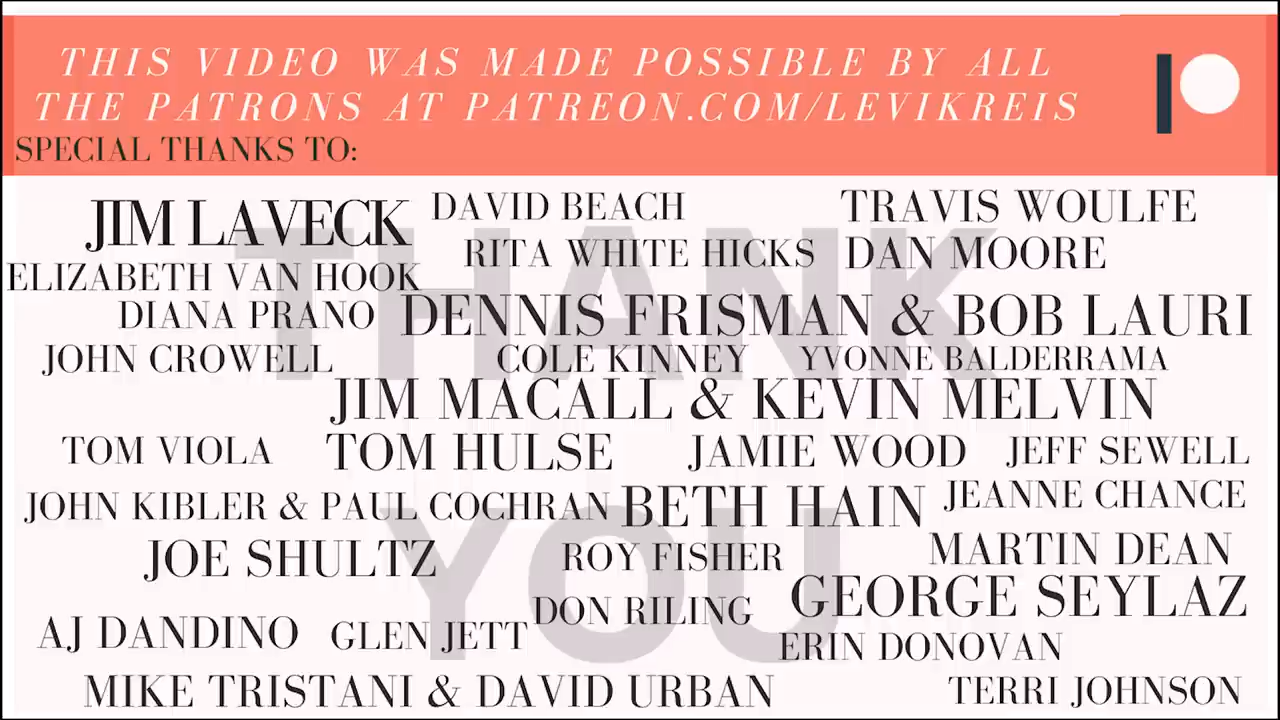 THIS VIDEO WAS MADE POSSIBLE BY ALL
THE PATRONS AT PATREON.COM/LEVIKREIS
SPECIAL THANKS TO:
THANK
YOU
JIM LAVECK
DAVID BEACH
TRAVIS WOULFE
RITA WHITE HICKS
DAN MOORE
ELIZABETH VAN HOOK
DIANA PRANO
DENNIS FRISMAN & BOB LAURI
JOHN CROWELL
COLE KINNEY
YVONNE BALDERRAMA
JIM MACALL & KEVIN MELVIN
TOM VIOLA
TOM HULSE
JAMIE WOOD
JEFF SEWELL
JOHN KIBLER & PAUL COCHRAN
BETH HAIN
JEANNE CHANCE
JOE SHULTZ
ROY FISHER
MARTIN DEAN
GEORGE SEYLAZ
DON RILING
AJ DANDINO
GLEN JETT
ERIN DONOVAN
MIKE TRISTANI & DAVID URBAN
TERRI JOHNSON